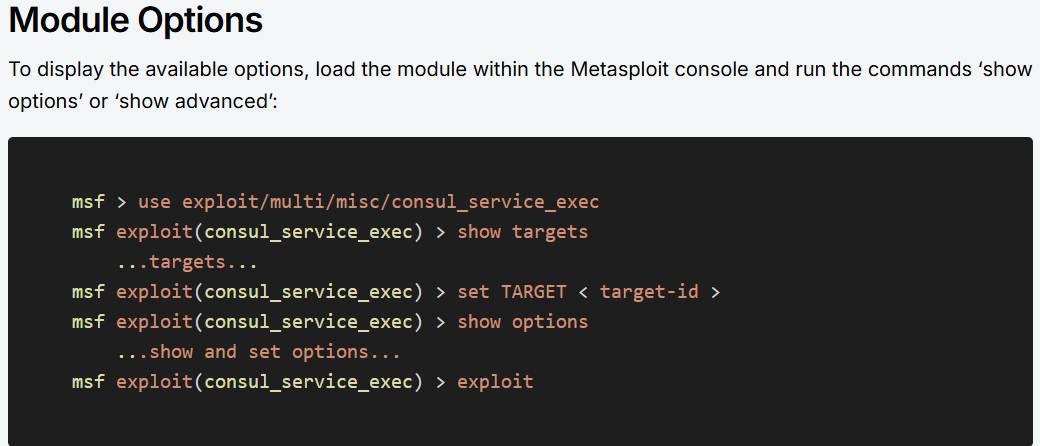 Module Options
To display the available options, load the module within the Metasploit console and run the commands ‘show
options’ or ‘show advanced’:
msf > use exploit/multi/misc/consul_service_exec
msf exploit(consul_service_exec) > show targets
...targets...
msf exploit(consul_service_exec) > set TARGET < target-id >
msf exploit(consul_service_exec) > show options
...show and set options...
msf exploit(consul_service_exec) > exploit